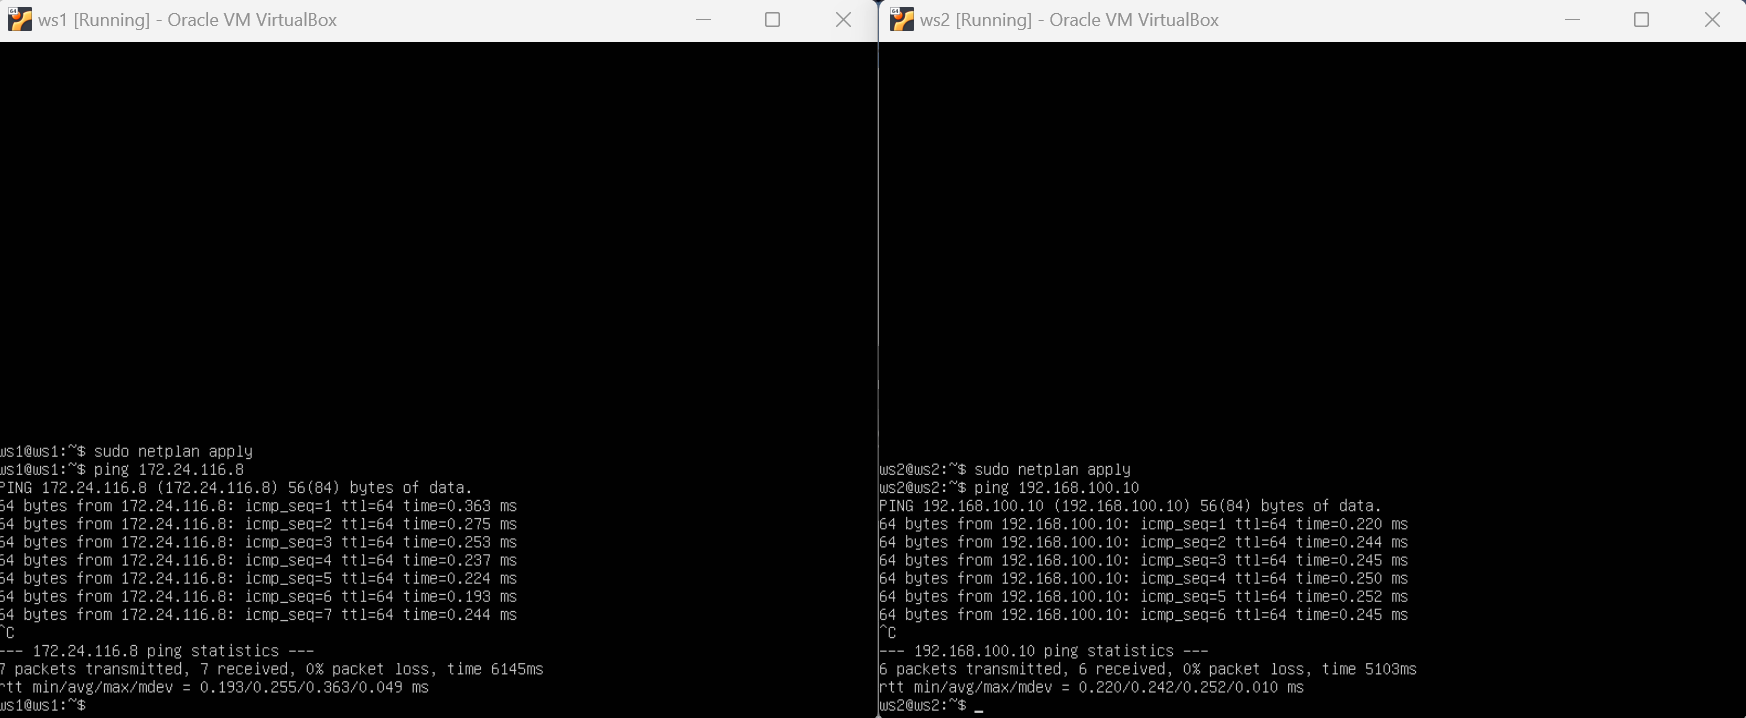 ws1 [Running] - Oracle VM VirtualBox
ws1@ws1:~$ sudo netplan apply
ws1@ws1:~$ ping 172.24.116.8
PING 172.24.116.8 (172.24.116.8) 56(84) bytes of data.
64 bytes from 172.24.116.8: icmp_seq=1 ttl=64 time=0.363 ms
64 bytes from 172.24.116.8: icmp_seq=2 ttl=64 time=0.275 ms
64 bytes from 172.24.116.8: icmp_seq=3 ttl=64 time=0.253 ms
64 bytes from 172.24.116.8: icmp_seq=4 ttl=64 time=0.237 ms
64 bytes from 172.24.116.8: icmp_seq=5 ttl=64 time=0.224 ms
64 bytes from 172.24.116.8: icmp_seq=6 ttl=64 time=0.193 ms
64 bytes from 172.24.116.8: icmp_seq=7 ttl=64 time=0.244 ms
^C
--- 172.24.116.8 ping statistics ---
7 packets transmitted, 7 received, 0% packet loss, time 6145ms
rtt min/avg/max/mdev = 0.193/0.255/0.363/0.049 ms
ws1@ws1:~$
ws2 [Running] - Oracle VM VirtualBox
ws2@ws2:~$ sudo netplan apply
ws2@ws2:~$ ping 192.168.100.10
PING 192.168.100.10 (192.168.100.10) 56(84) bytes of data.
64 bytes from 192.168.100.10: icmp_seq=1 ttl=64 time=0.220 ms
64 bytes from 192.168.100.10: icmp_seq=2 ttl=64 time=0.244 ms
64 bytes from 192.168.100.10: icmp_seq=3 ttl=64 time=0.245 ms
64 bytes from 192.168.100.10: icmp_seq=4 ttl=64 time=0.250 ms
64 bytes from 192.168.100.10: icmp_seq=5 ttl=64 time=0.252 ms
64 bytes from 192.168.100.10: icmp_seq=6 ttl=64 time=0.245 ms
^C
--- 192.168.100.10 ping statistics ---
6 packets transmitted, 6 received, 0% packet loss, time 5103ms
rtt min/avg/max/mdev = 0.220/0.242/0.252/0.010 ms
ws2@ws2:~$ _